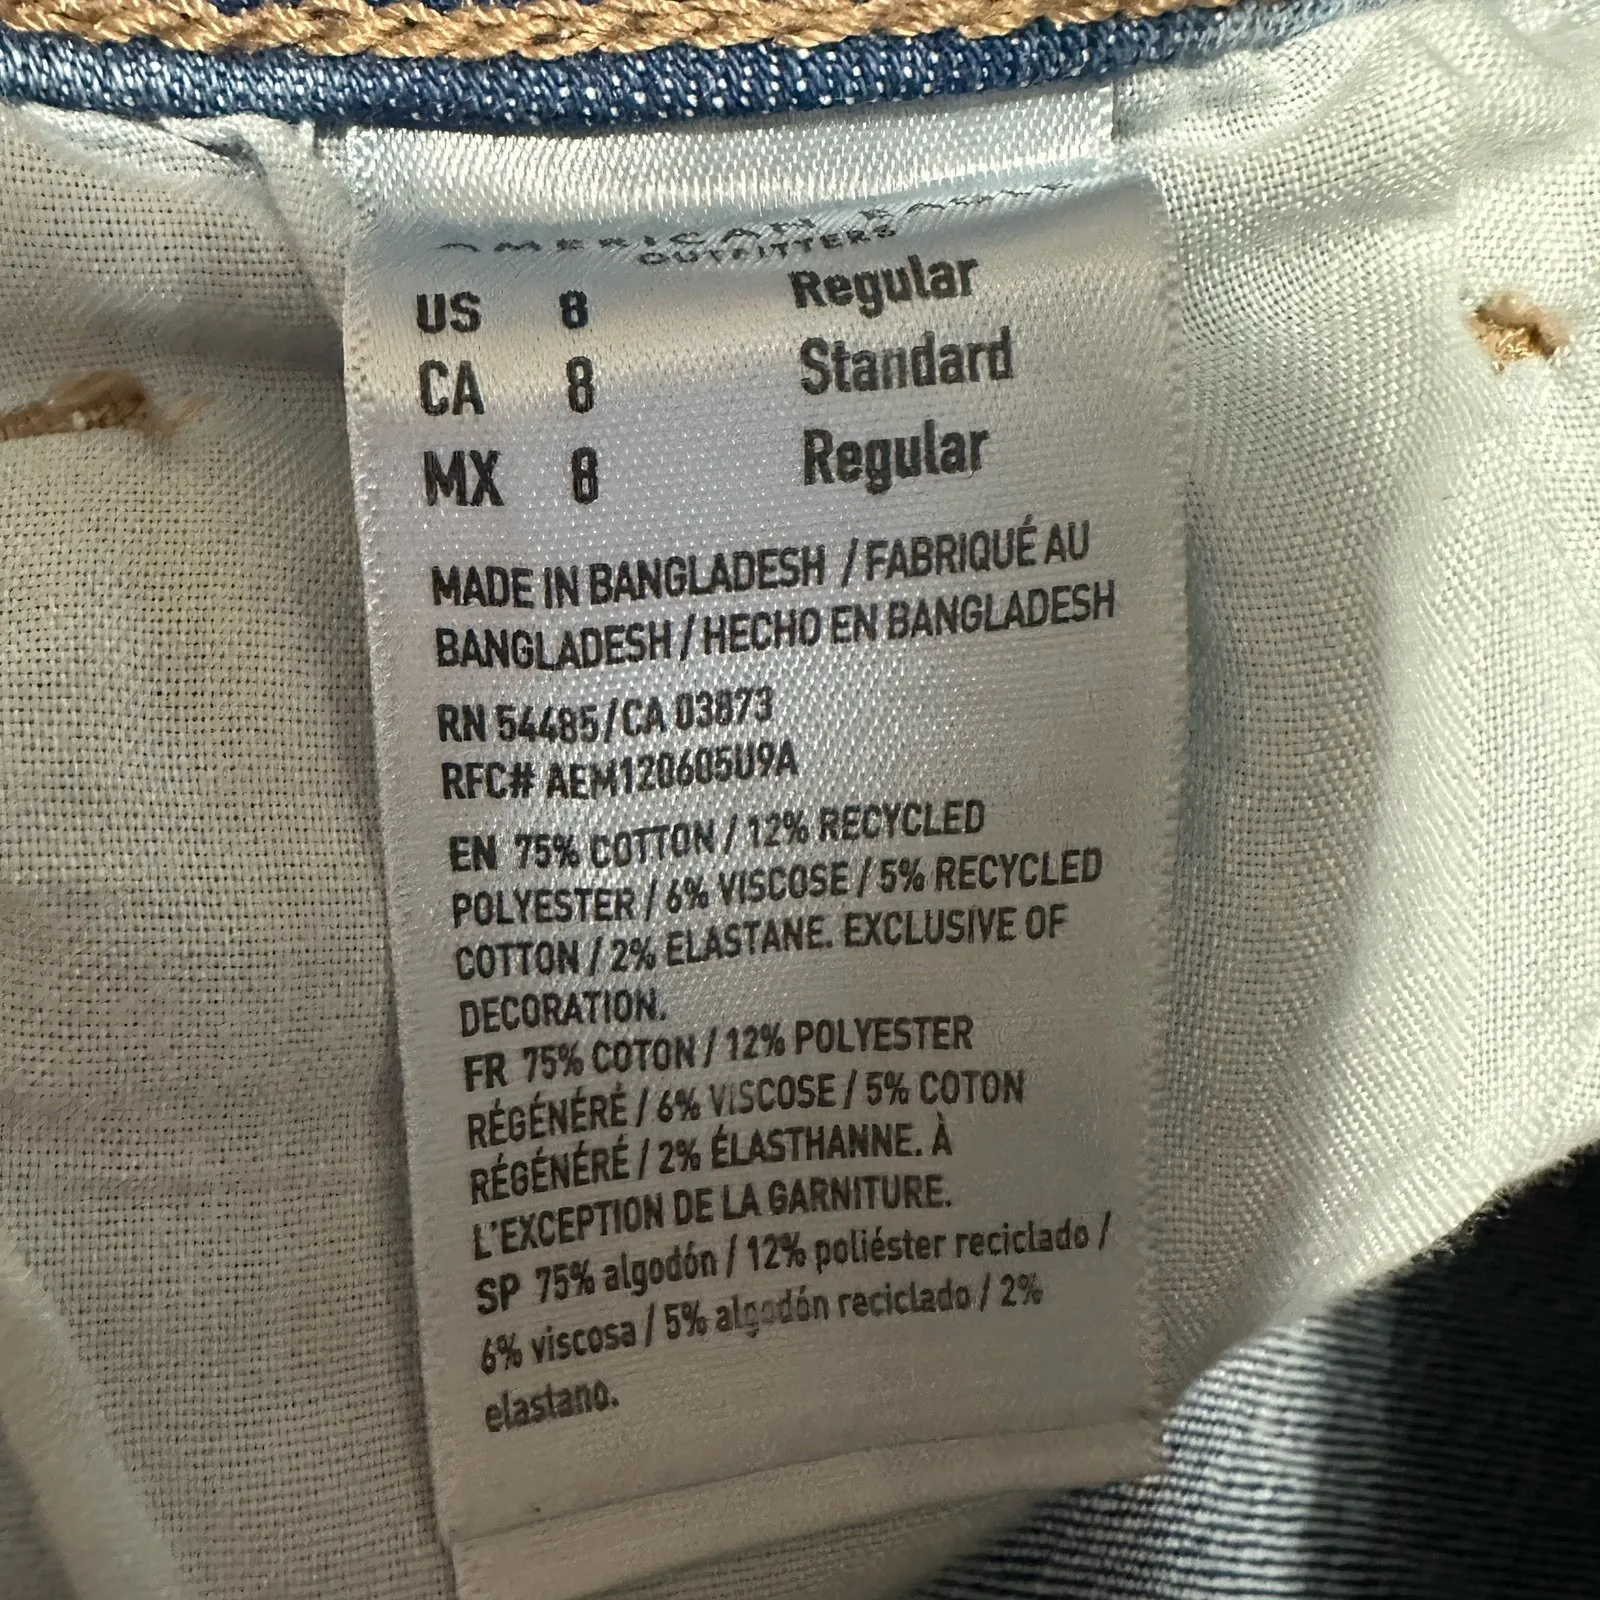 AMERICAN EAGLE
OUTFITTERS
US 8 Regular
CA 8 Standard
MX 8 Regular
MADE IN BANGLADESH / FABRIQUÉ AU
BANGLADESH / HECHO EN BANGLADESH
RN 54485 / CA 03873
RFC# AEM120605U9A
EN 75% COTTON / 12% RECYCLED
POLYESTER / 6% VISCOSE / 5% RECYCLED
COTTON / 2% ELASTANE. EXCLUSIVE OF
DECORATION.
FR 75% COTON / 12% POLYESTER
RÉGÉNÉRÉ / 6% VISCOSE / 5% COTON
RÉGÉNÉRÉ / 2% ÉLASTHANNE. À
L'EXCEPTION DE LA GARNITURE.
SP 75% algodón / 12% poliéster reciclado /
6% viscosa / 5% algodón reciclado / 2%
elastano.